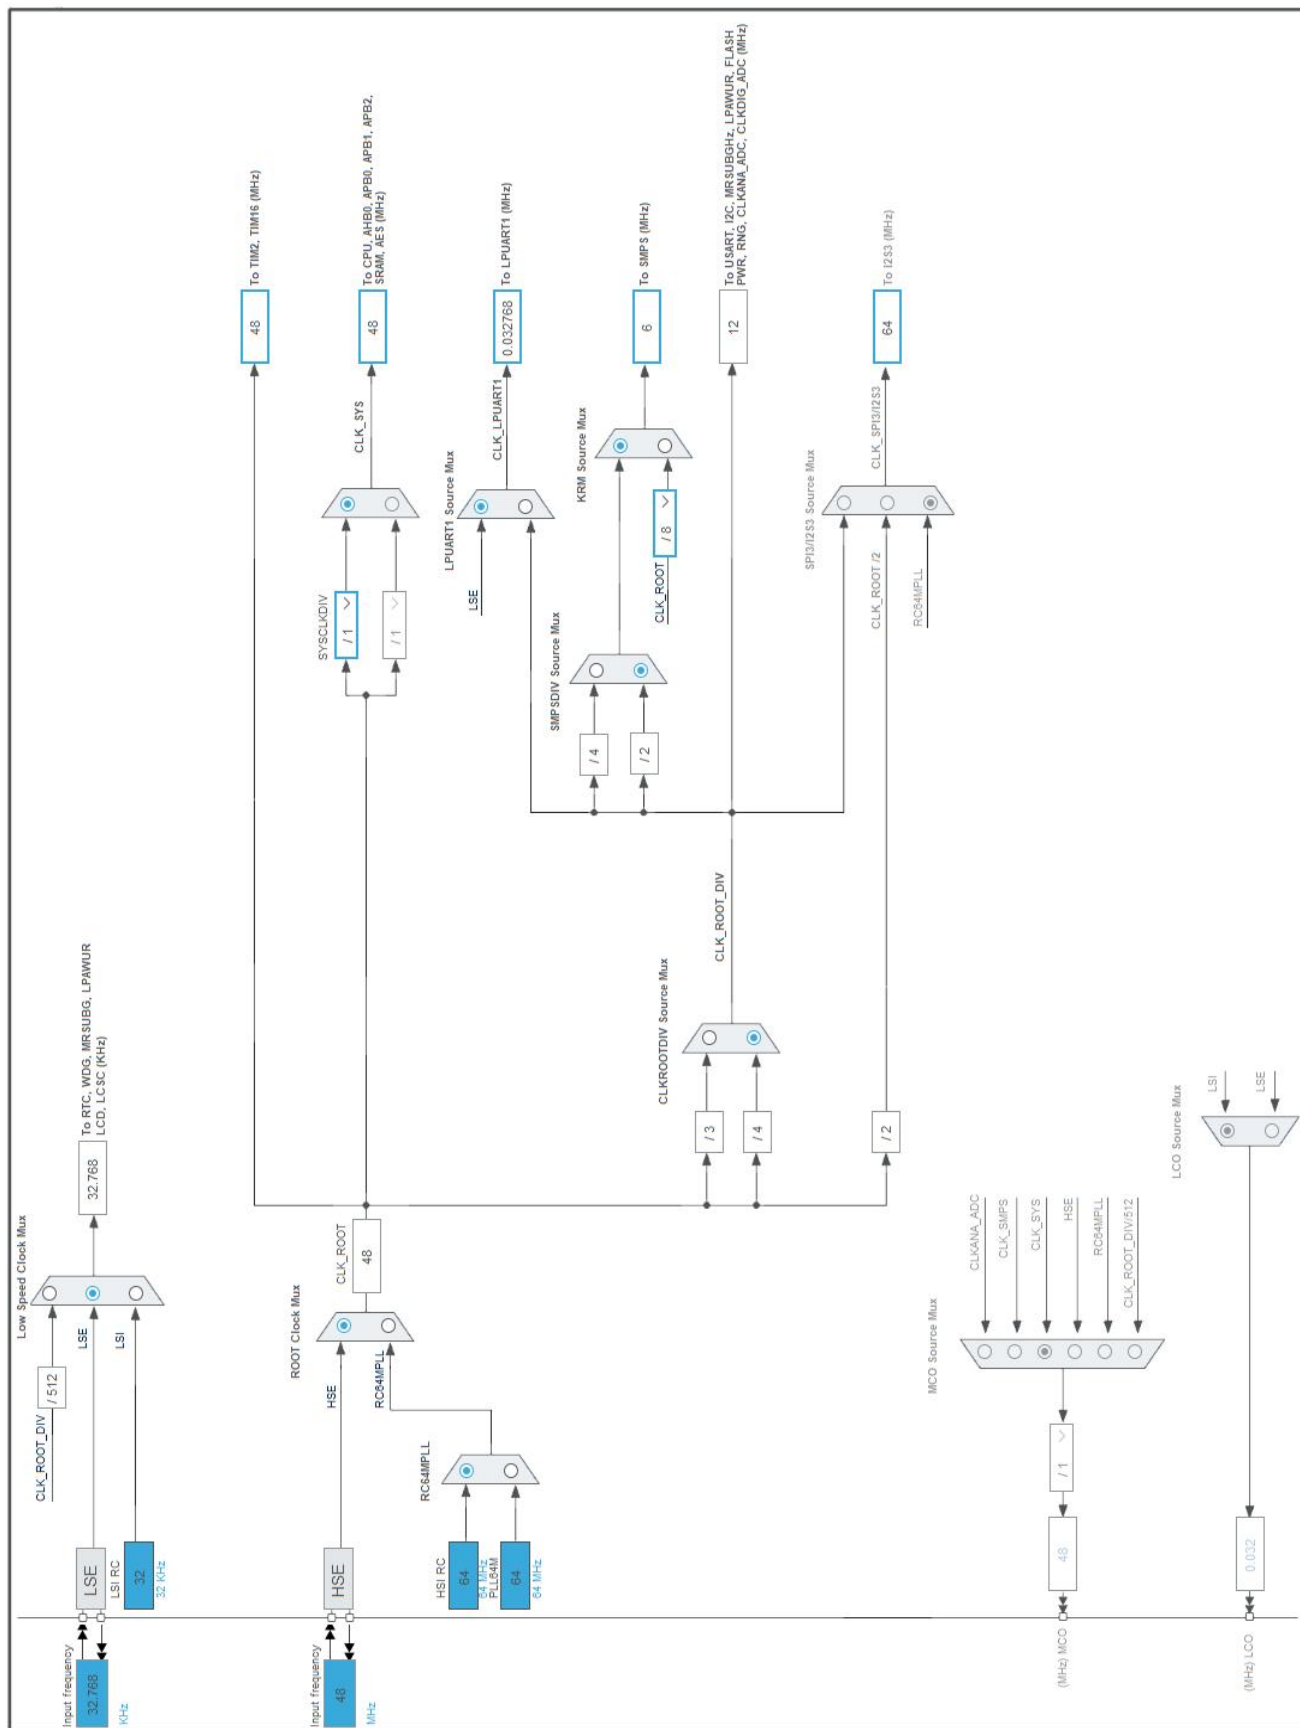 Low Speed Clock Mux
CLK_ROOT_DIV
/ 512
Input frequency
32.768
KHz
LSE
LSE
32.768
To RTC, WDG, MRSUBG, LPAWUR
LCD, LCSC (KHz)
LSI RC
32
32 KHz
LSI
48
To TIM2, TIM16 (MHz)
ROOT Clock Mux
Input frequency
48
MHz
HSE
HSE
RC64MPLL
CLK_ROOT
48
SYSCLKDIV
/ 1
/ 1
CLK_SYS
48
To CPU, AHB0, APB0, APB1, APB2,
SRAM, AES (MHz)
RC64MPLL
HSI RC
64
64 MHz
PLL64M
64
64 MHz
LPUART1 Source Mux
LSE
CLK_LPUART1
0.032768
To LPUART1 (MHz)
SMPSDIV Source Mux
/ 4
/ 2
KRM Source Mux
CLK_ROOT
/ 8
6
To SMPS (MHz)
CLKROOTDIV Source Mux
/ 3
/ 4
CLK_ROOT_DIV
12
To USART, I2C, MRSUBGHz, LPAWUR, FLASH
PWR, RNG, CLKANA_ADC, CLKDIG_ADC (MHz)
SPI3/I2S3 Source Mux
/ 2
CLK_ROOT /2
RC64MPLL
CLK_SPI3/I2S3
64
To I2S3 (MHz)
MCO Source Mux
(MHz) MCO
48
/ 1
CLKANA_ADC
CLK_SMPS
CLK_SYS
HSE
RC64MPLL
CLK_ROOT_DIV/512
LCO Source Mux
(MHz) LCO
0.032
LSI
LSE